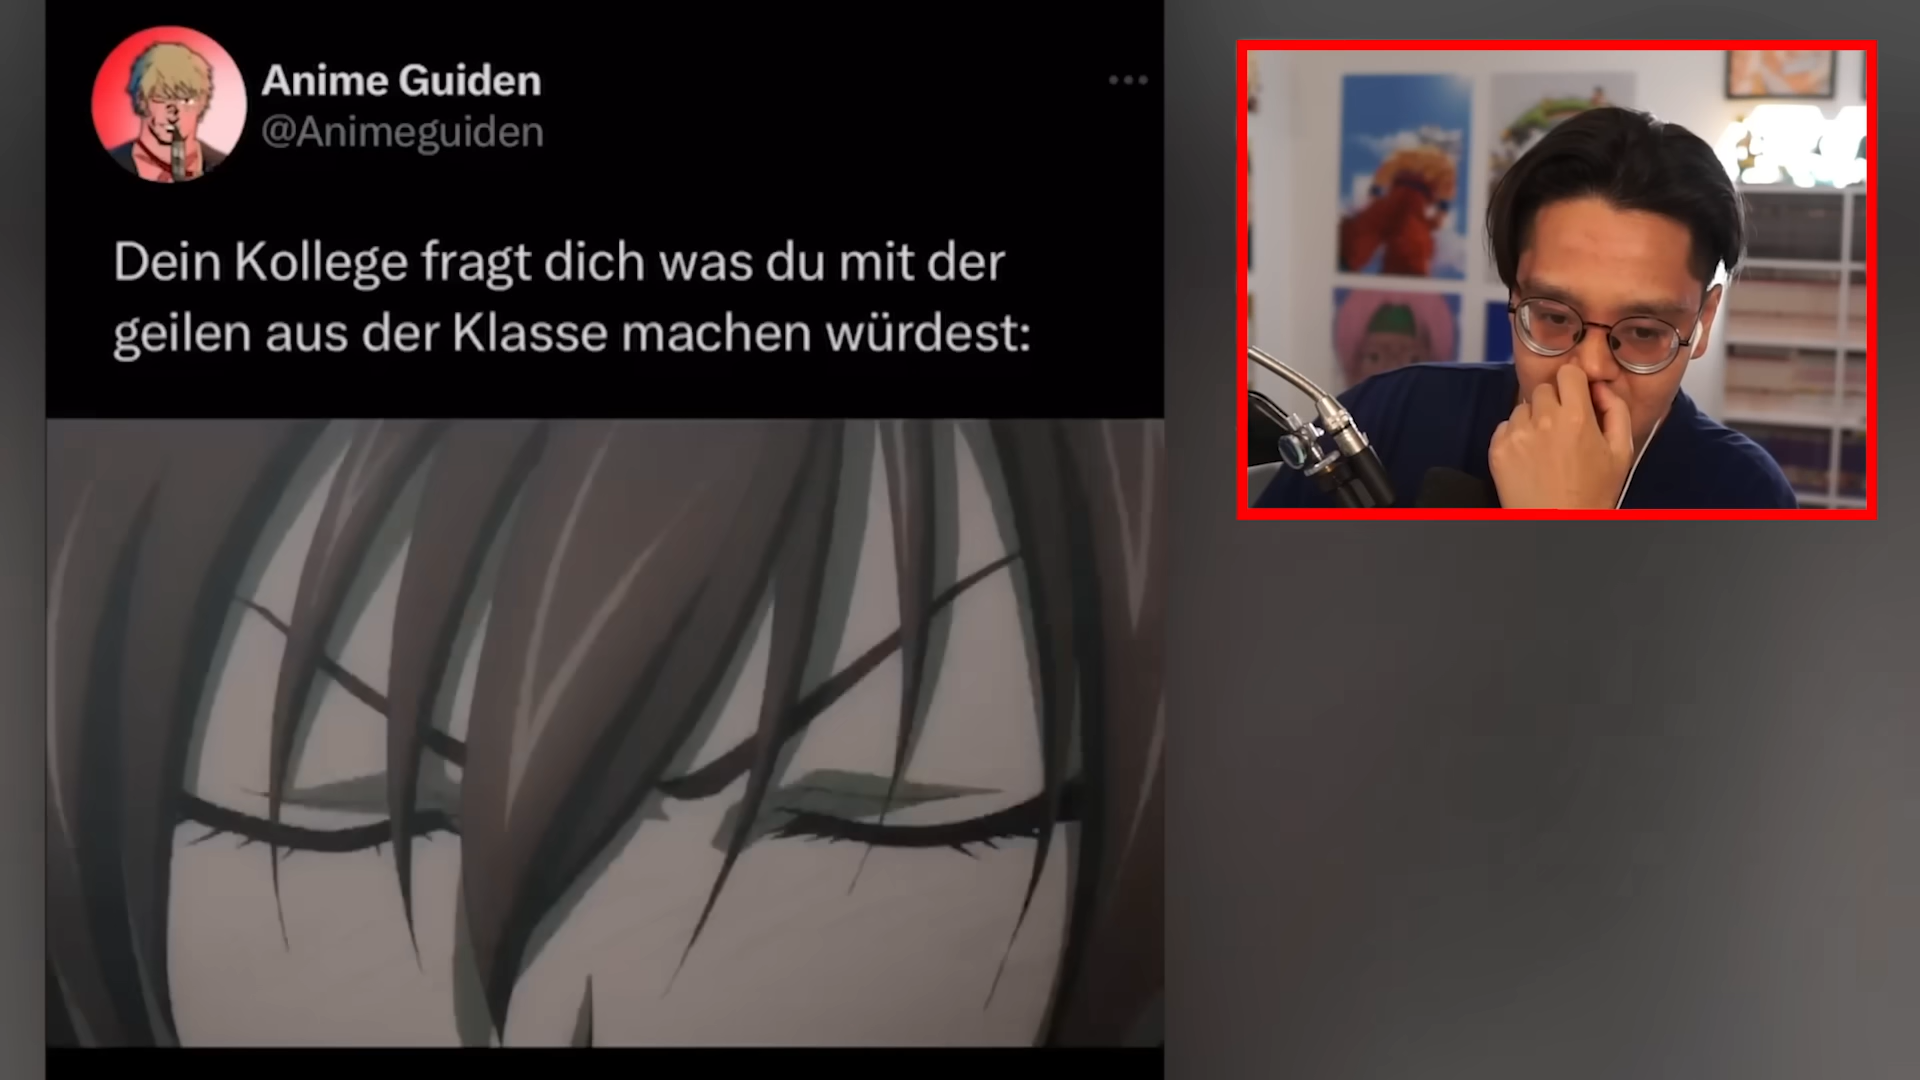 Anime Guiden
@Animeguiden
Dein Kollege fragt dich was du mit der
geilen aus der Klasse machen würdest: